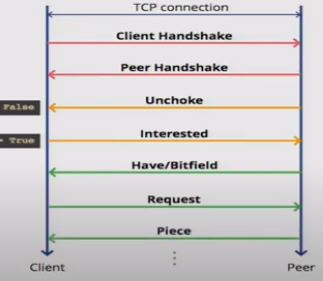 TCP connection
Client Handshake
Peer Handshake
Unchoke
False
Interested
True
Have/Bitfield
Request
Piece
Client
Peer